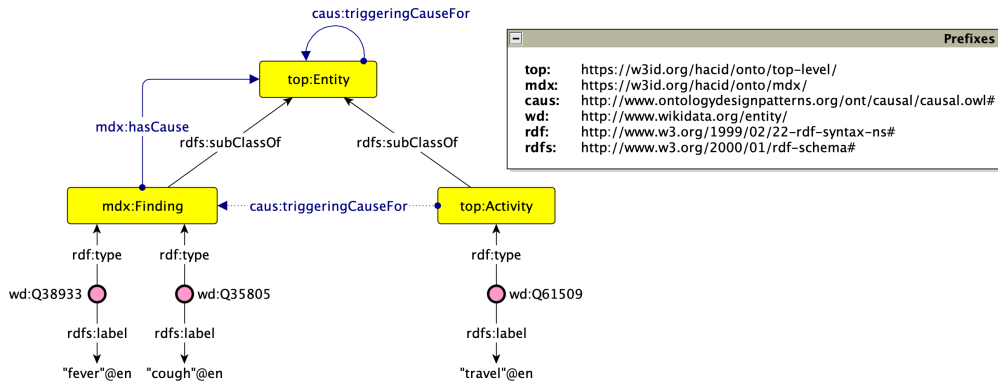 caus:triggeringCauseFor
Prefixes
top: https://w3id.org/hacid/onto/top-level/
mdx: https://w3id.org/hacid/onto/mdx/
caus: http://www.ontologydesignpatterns.org/ont/causal/causal.owl#
wd: http://www.wikidata.org/entity/
rdf: http://www.w3.org/1999/02/22-rdf-syntax-ns#
rdfs: http://www.w3.org/2000/01/rdf-schema#
top:Entity
mdx:hasCause
rdfs:subClassOf rdfs:subClassOf
mdx:Finding caus:triggeringCauseFor top:Activity
rdf:type rdf:type rdf:type
wd:Q38933 wd:Q35805 wd:Q61509
rdfs:label rdfs:label rdfs:label
"fever"@en "cough"@en "travel"@en